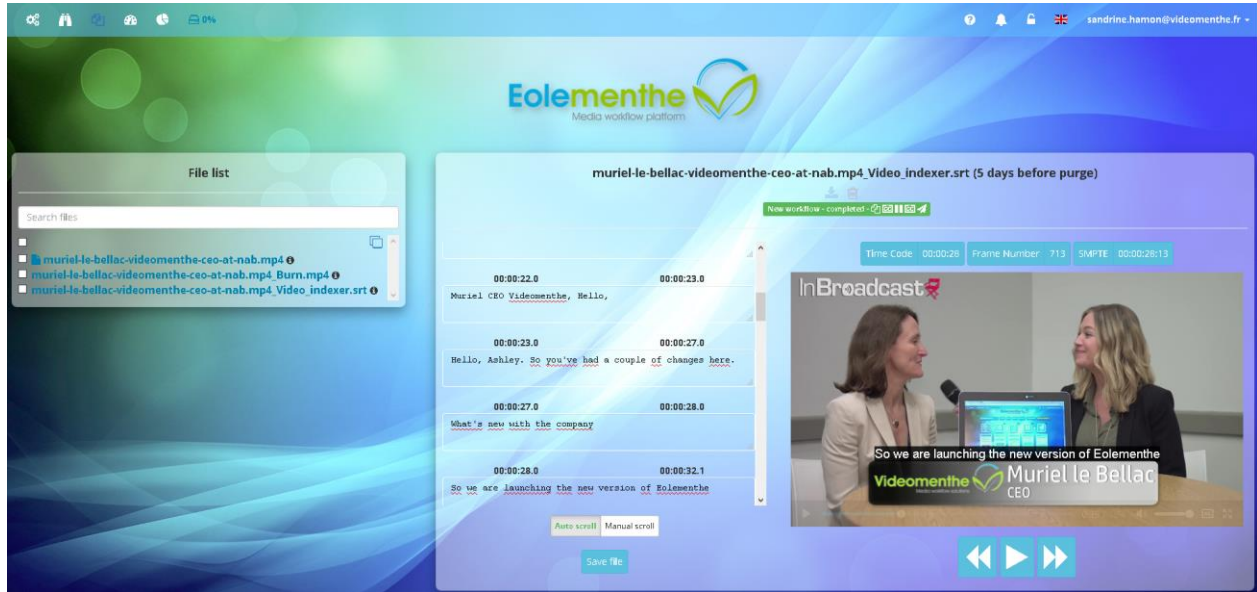 0%
sandrine.hamon@videomenthe.fr
Eolementhe
Media workflow platform
File list
Search files
muriel-le-bellac-videomenthe-ceo-at-nab.mp4
muriel-le-bellac-videomenthe-ceo-at-nab.mp4_Burn.mp4
muriel-le-bellac-videomenthe-ceo-at-nab.mp4_Video_indexer.srt
muriel-le-bellac-videomenthe-ceo-at-nab.mp4_Video_indexer.srt (5 days before purge)
New workflow - completed -
00:00:22.0 00:00:23.0
Muriel CEO Videomenthe, Hello,
00:00:23.0 00:00:27.0
Hello, Ashley. So you've had a couple of changes here.
00:00:27.0 00:00:28.0
What's new with the company
00:00:28.0 00:00:32.1
So we are launching the new version of Eolementhe
Auto scroll Manual scroll
Save file
Time Code 00:00:28 Frame Number 713 SMPTE 00:00:28:13
InBroadcast
So we are launching the new version of Eolementhe
Videomenthe Muriel le Bellac
CEO